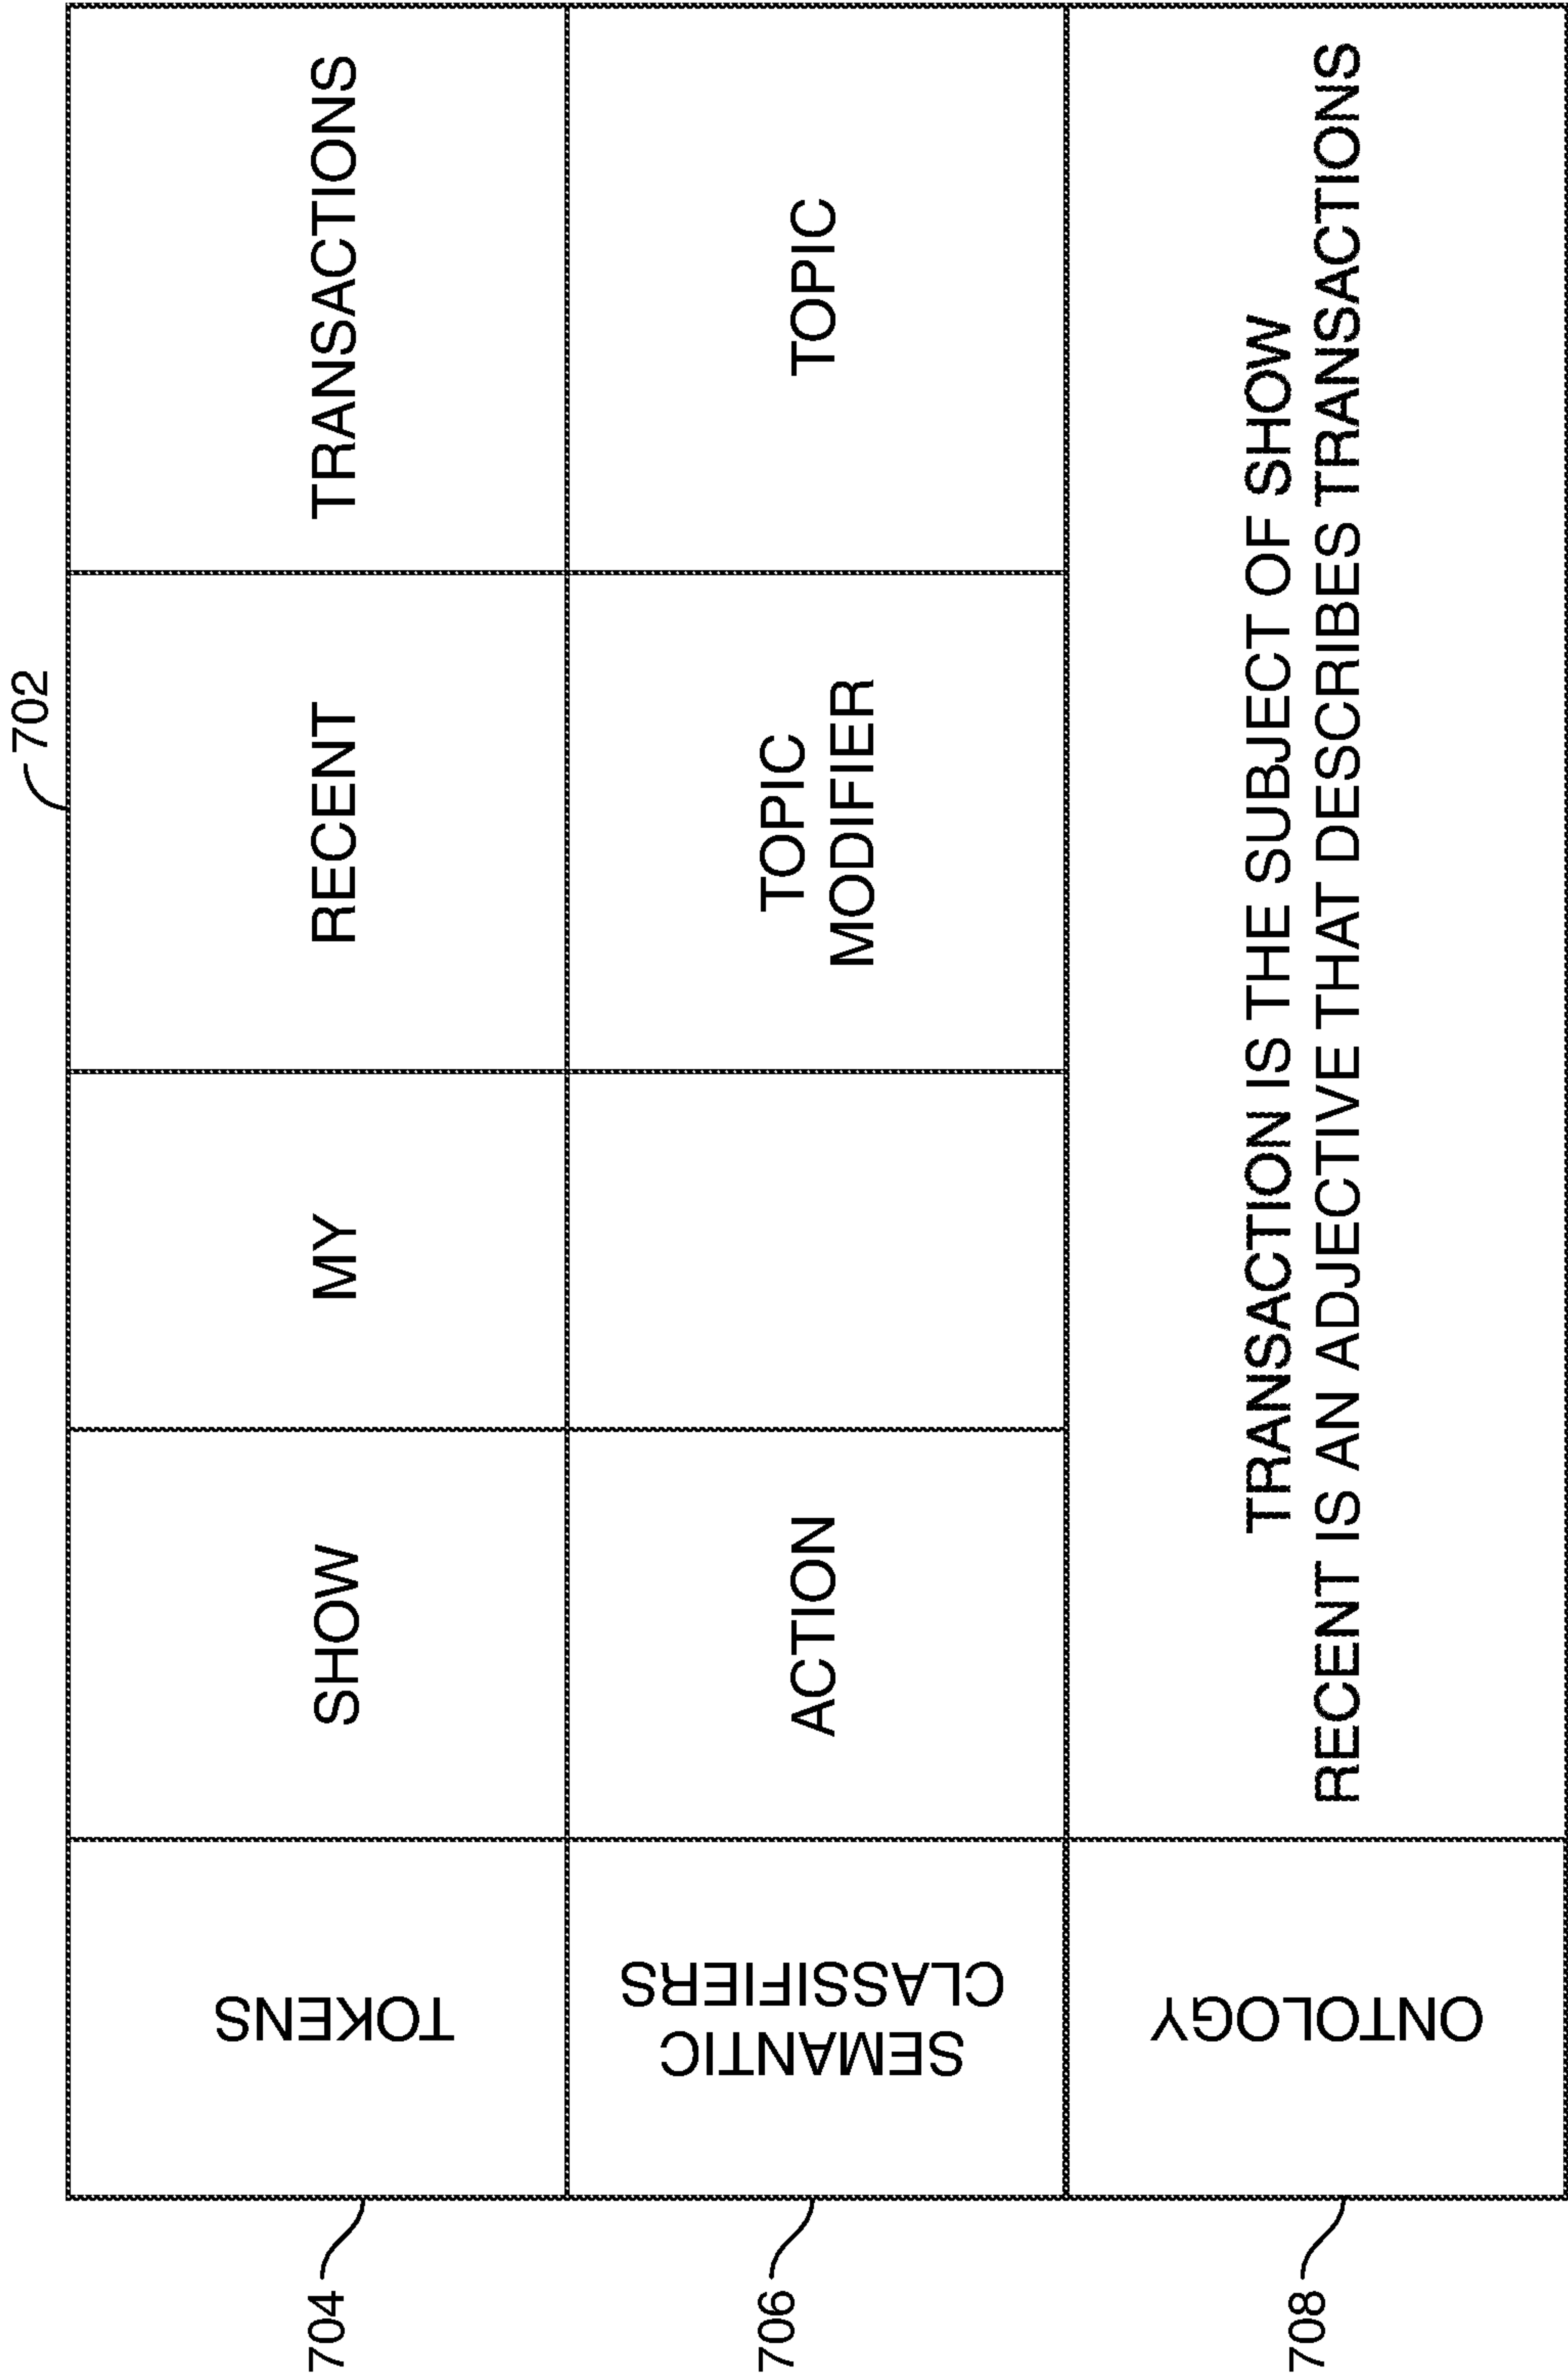 702
704
TOKENS
SHOW
MY
RECENT
TRANSACTIONS
706
SEMANTIC
CLASSIFIERS
ACTION
TOPIC
MODIFIER
TOPIC
708
ONTOLOGY
TRANSACTION IS THE SUBJECT OF SHOW
RECENT IS AN ADJECTIVE THAT DESCRIBES TRANSACTIONS